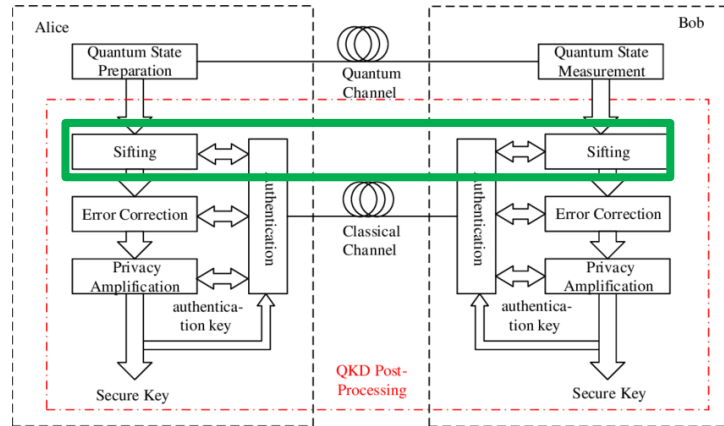 Alice
Bob
Quantum State
Preparation
Quantum
Channel
Quantum State
Measurement
Sifting
Sifting
Authentication
Authentication
Error Correction
Classical
Channel
Error Correction
Privacy
Amplification
Privacy
Amplification
authentica-
tion key
authentica-
tion key
QKD Post-
Processing
Secure Key
Secure Key